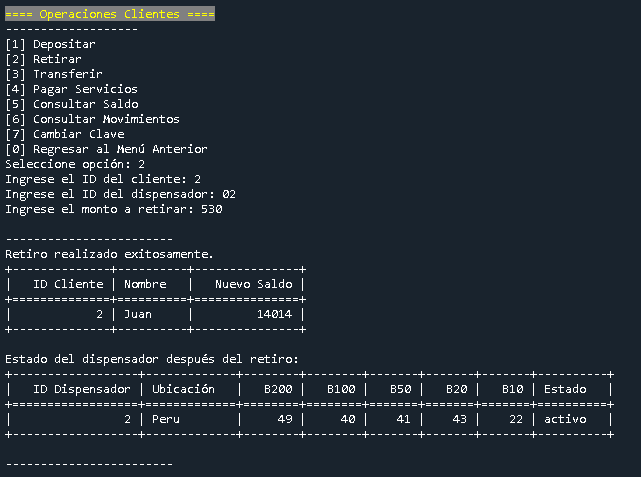 ==== Operaciones Clientes ====
-------------------
[1] Depositar
[2] Retirar
[3] Transferir
[4] Pagar Servicios
[5] Consultar Saldo
[6] Consultar Movimientos
[7] Cambiar Clave
[0] Regresar al Menú Anterior
Seleccione opción: 2
Ingrese el ID del cliente: 2
Ingrese el ID del dispensador: 02
Ingrese el monto a retirar: 530

------------------------
Retiro realizado exitosamente.
+--------------+----------+---------------+
|   ID Cliente | Nombre   |   Nuevo Saldo |
+==============+==========+===============+
|            2 | Juan     |         14014 |
+--------------+----------+---------------+

Estado del dispensador después del retiro:
+------------------+-------------+--------+--------+-------+-------+-------+----------+
|   ID Dispensador | Ubicación   |   B200 |   B100 |   B50 |   B20 |   B10 | Estado   |
+==================+=============+========+========+=======+=======+=======+==========+
|                2 | Peru        |     49 |     40 |    41 |    43 |    22 | activo   |
+------------------+-------------+--------+--------+-------+-------+-------+----------+

------------------------